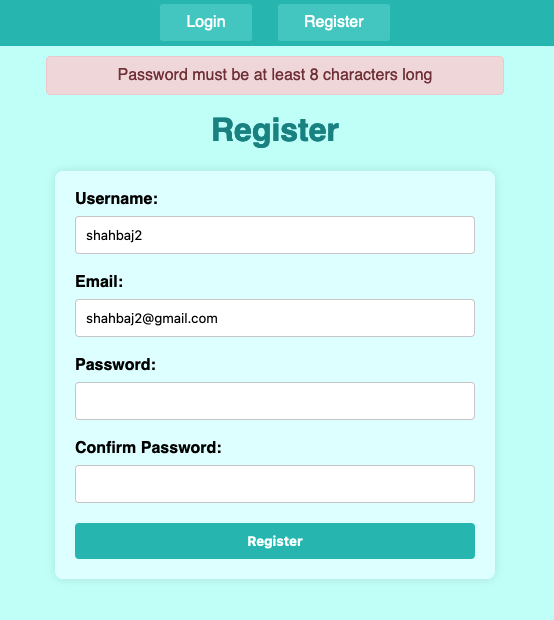 Login Register
Password must be at least 8 characters long
Register
Username:
shahbaj2
Email:
shahbaj2@gmail.com
Password:
Confirm Password:
Register